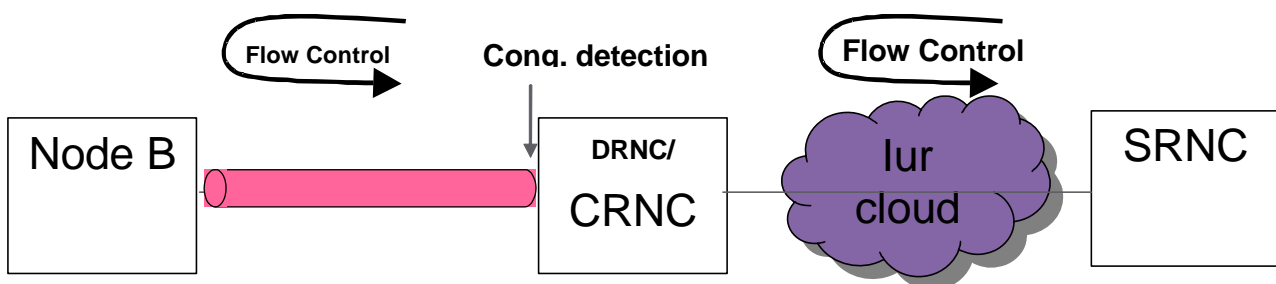 Flow Control
Cong. detection
Flow Control
Node B
DRNC/
CRNC
Iur
cloud
SRNC